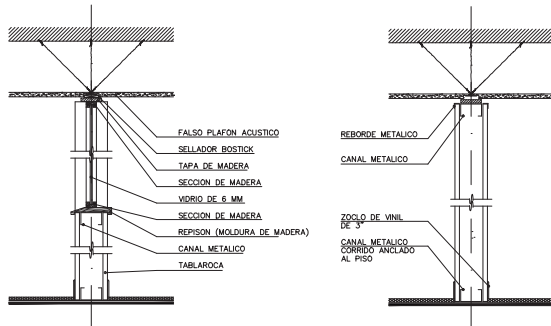 FALSO PLAFON ACUSTICO
SELLADOR BOSTICK
TAPA DE MADERA
SECCION DE MADERA
VIDRIO DE 6 MM
SECCION DE MADERA
REPISON (MOLDURA DE MADERA)
CANAL METALICO
TABLAROCA
REBORDE METALICO
CANAL METALICO
ZOCLO DE VINIL
DE 3"
CANAL METALICO
CORRIDO ANCLADO
AL PISO